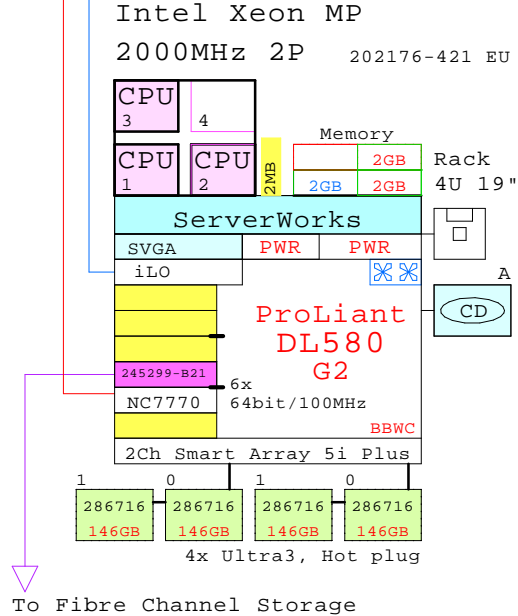 Intel Xeon MP
2000MHz 2P 202176-421 EU
CPU
3 4
Memory
CPU CPU 2MB 2GB Rack
1 2 2GB 2GB 4U 19"
ServerWorks
SVGA PWR PWR
iLO
A
ProLiant CD
DL580
G2
245299-B21
6x
NC7770 64bit/100MHz
BBWC
2Ch Smart Array 5i Plus
1 0 1 0
286716 286716 286716 286716
146GB 146GB 146GB 146GB
4x Ultra3, Hot plug
To Fibre Channel Storage